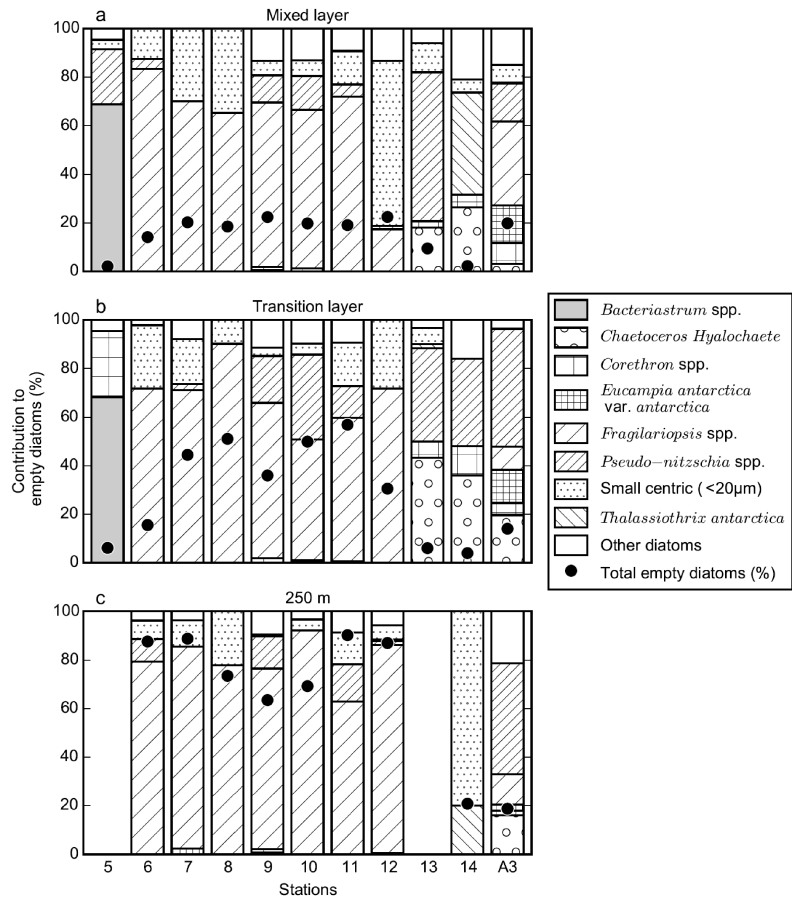 a
Mixed layer
100
80
60
40
20
0
b
Transition layer
100
80
60
40
20
0
Contribution to
empty diatoms (%)
c
250 m
100
80
60
40
20
0
5 6 7 8 9 10 11 12 13 14 A3
Stations
Bacteriastrum spp.
Chaetoceros Hyalochaete
Corethron spp.
Eucampia antarctica
var. antarctica
Fragilariopsis spp.
Pseudo−nitzschia spp.
Small centric (<20µm)
Thalassiothrix antarctica
Other diatoms
Total empty diatoms (%)